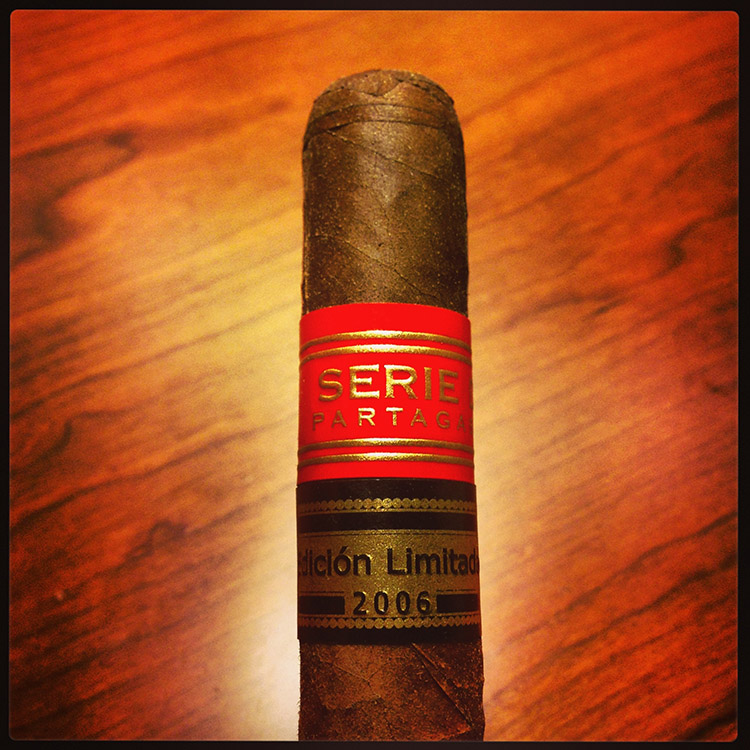 SERIE
PARTAGA
dición Limitad
2006